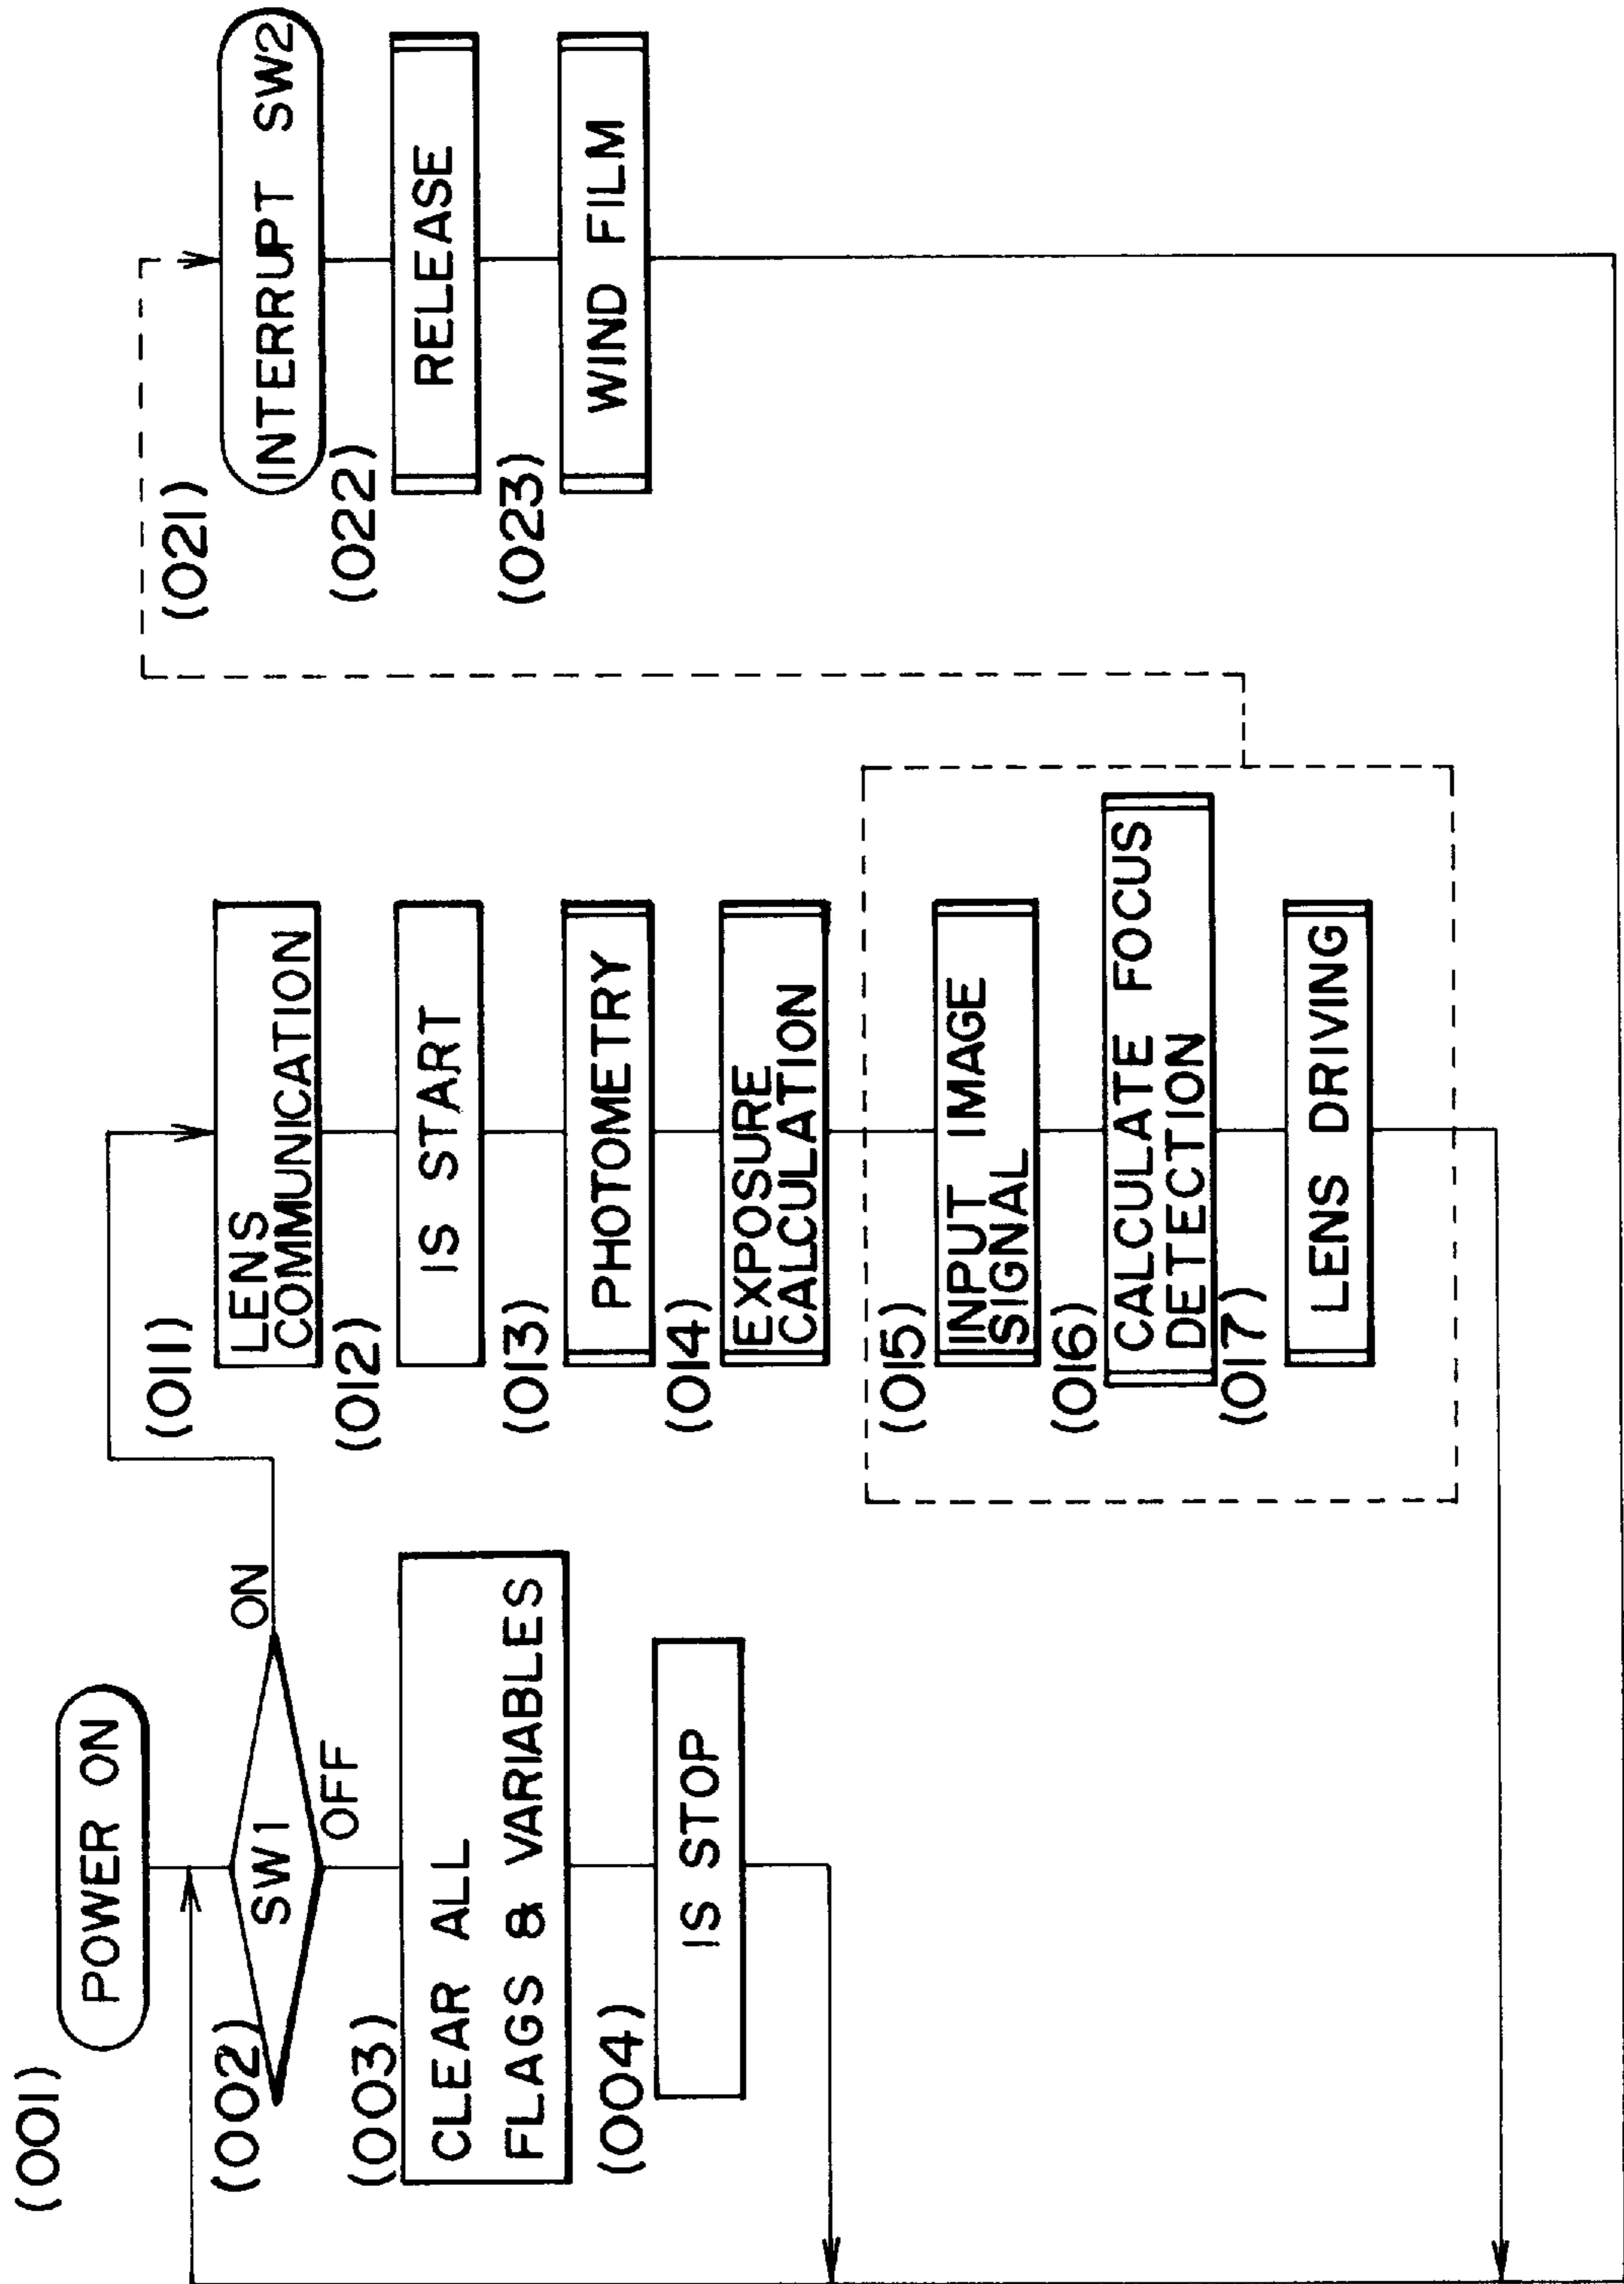 (001)
POWER ON
(002)
SW1
ON
OFF
(003)
CLEAR ALL
FLAGS & VARIABLES
(004)
IS STOP
(011)
LENS
COMMUNICATION
(012)
IS START
(013)
PHOTOMETRY
(014)
EXPOSURE
CALCULATION
(015)
INPUT IMAGE
SIGNAL
(016)
CALCULATE FOCUS
DETECTION
(017)
LENS DRIVING
(021)
INTERRUPT SW2
(022)
RELEASE
(023)
WIND FILM